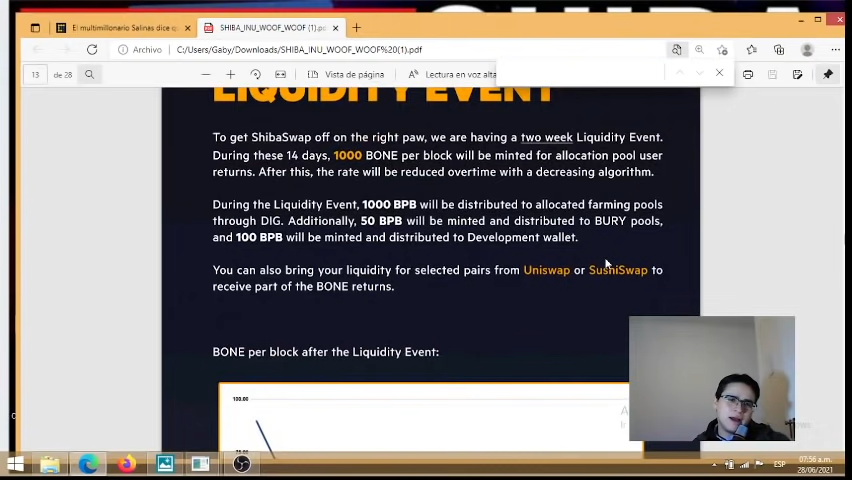 El multimillonario Salinas dice q
SHIBA_INU_WOOF_WOOF (1).pdf
Archivo
C:/Users/Gaby/Downloads/SHIBA_INU_WOOF_WOOF%20(1).pdf
13
de 28
Vista de página
Lectura en voz alta
LIQUIDITY EVENT
To get ShibaSwap off on the right paw, we are having a two week Liquidity Event.
During these 14 days, 1000 BONE per block will be minted for allocation pool user
returns. After this, the rate will be reduced overtime with a decreasing algorithm.
During the Liquidity Event, 1000 BPB will be distributed to allocated farming pools
through DIG. Additionally, 50 BPB will be minted and distributed to BURY pools,
and 100 BPB will be minted and distributed to Development wallet.
You can also bring your liquidity for selected pairs from Uniswap or SushiSwap to
receive part of the BONE returns.
BONE per block after the Liquidity Event:
100.00
ESP
07:56 a.m.
28/06/2021